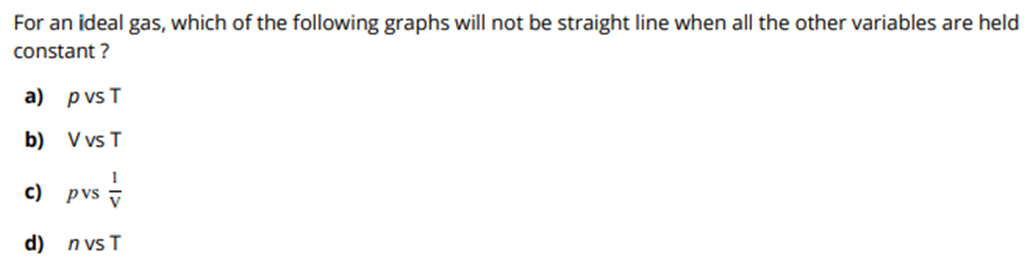 For an ideal gas, which of the following graphs will not be straight line when all the other variables are held
constant ?
a) p vs T
b) V vs T
c) p vs 1/V
d) n vs T